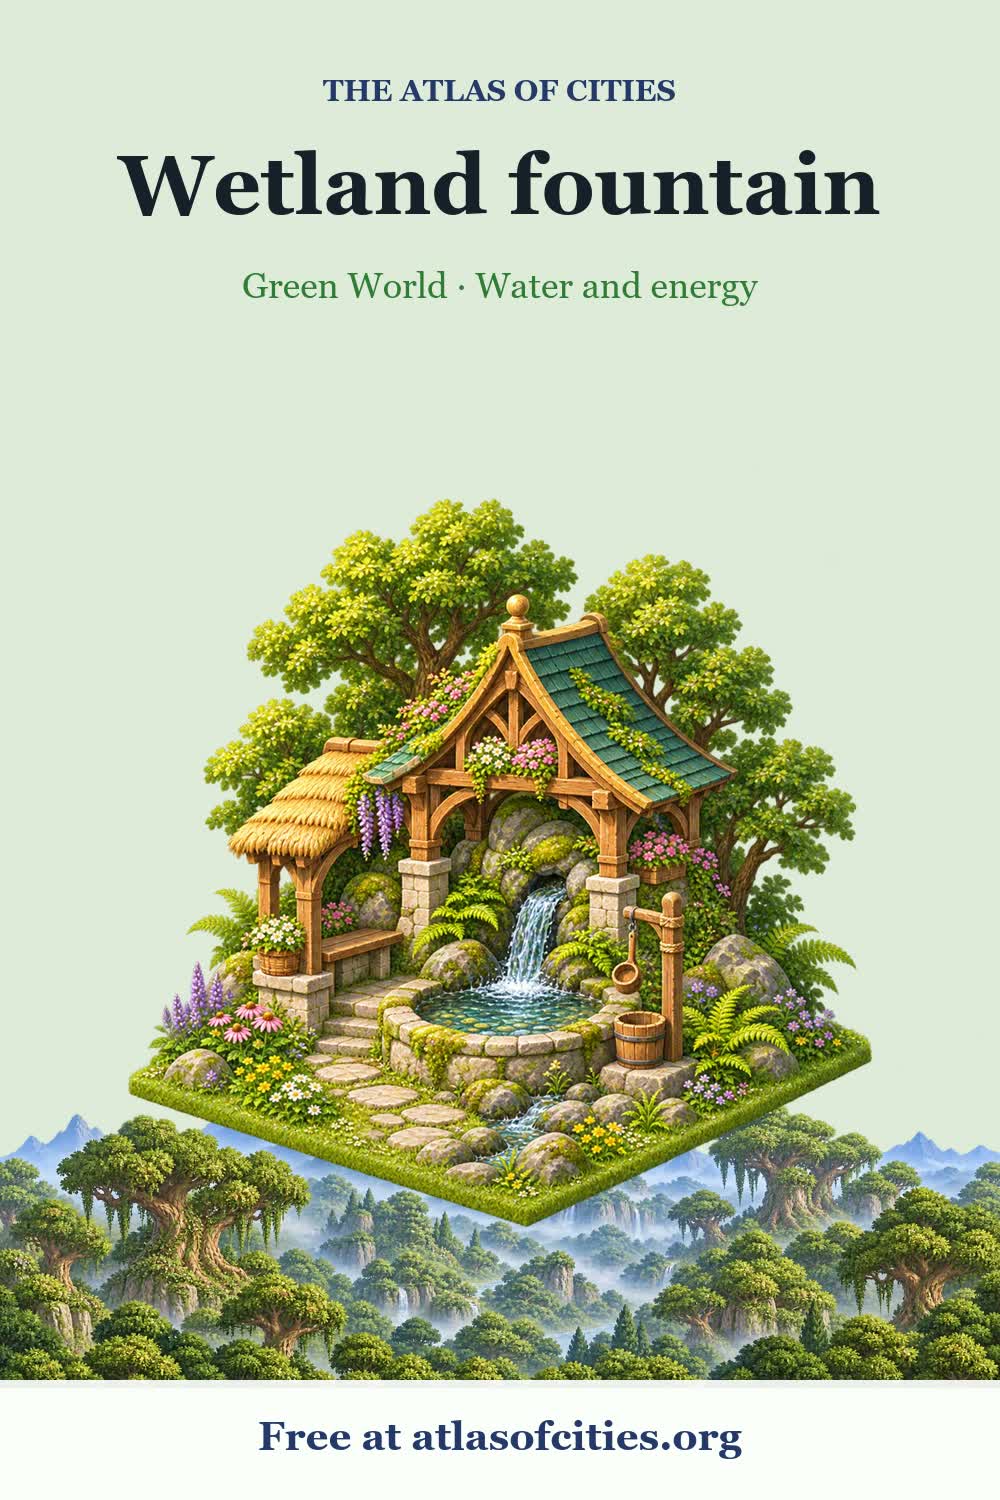 THE ATLAS OF CITIES
Wetland fountain
Green World · Water and energy
Free at atlasofcities.org